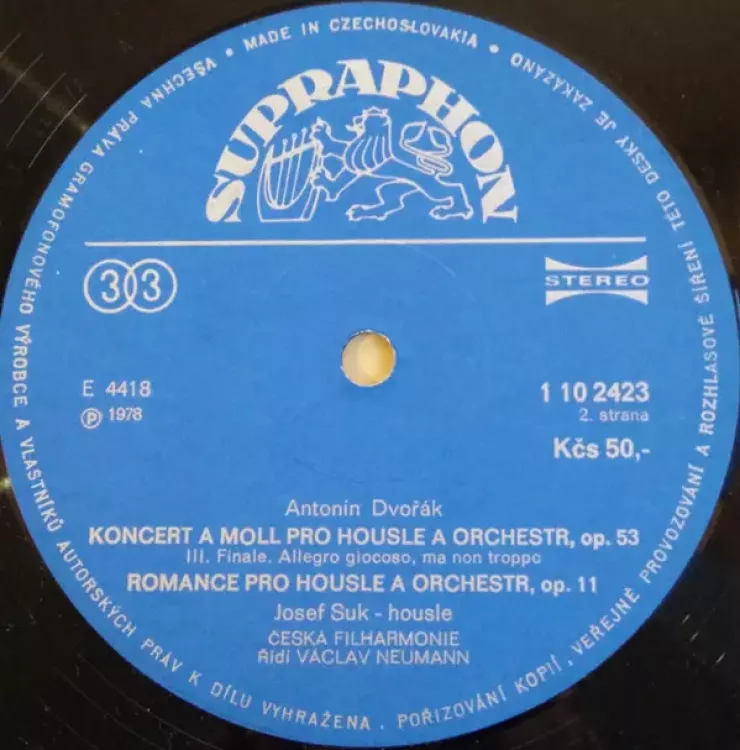 SUPRAPHON
33
STEREO
E 4418
℗ 1978
1 10 2423
2. strana
Kčs 50,-
Antonín Dvořák
KONCERT A MOLL PRO HOUSLE A ORCHESTR, op. 53
III. Finale. Allegro giocoso, ma non troppo
ROMANCE PRO HOUSLE A ORCHESTR, op. 11
Josef Suk - housle
ČESKÁ FILHARMONIE
Řídí VÁCLAV NEUMANN
MADE IN CZECHOSLOVAKIA • VŠECHNA PRÁVA GRAMOFONOVÉHO VÝROBCE A VLASTNÍKŮ AUTORSKÝCH PRÁV K DÍLU VYHRAŽENA. POŘIZOVÁNÍ KOPIÍ, VEŘEJNÉ PROVOZOVÁNÍ A ROZHLASOVÉ ŠÍŘENÍ TÉTO DESKY JE ZAKÁZÁNO •